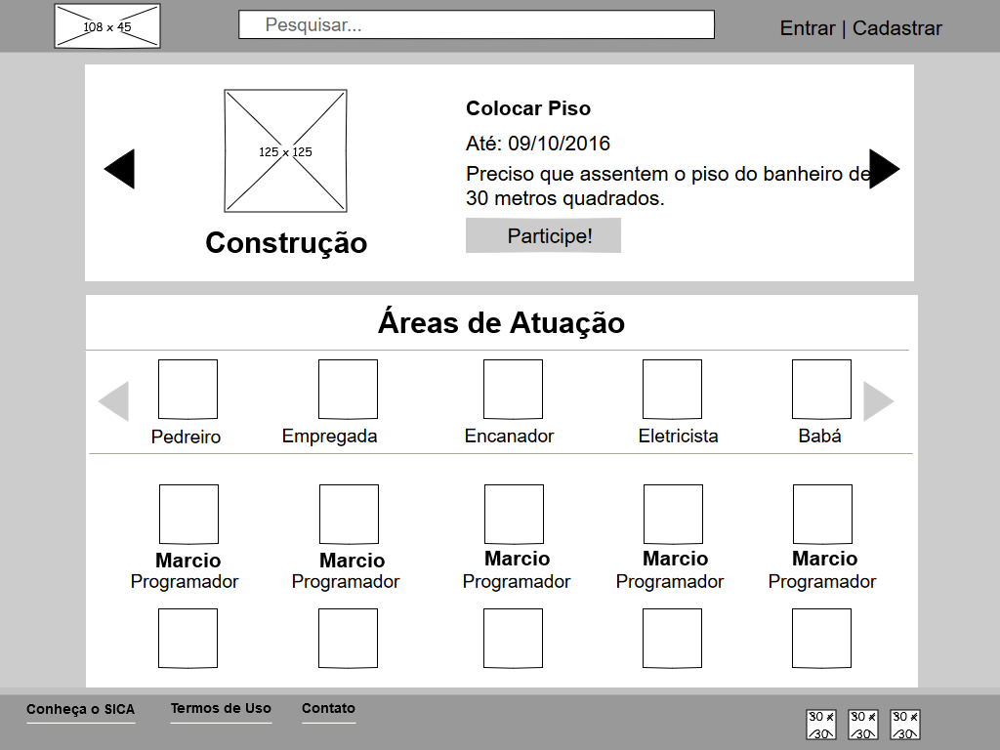 108 x 45
Pesquisar...
Entrar | Cadastrar
125 x 125
Construção
Colocar Piso
Até: 09/10/2016
Preciso que assentem o piso do banheiro de
30 metros quadrados.
Participe!
Áreas de Atuação
Pedreiro Empregada Encanador Eletricista Babá
Marcio Marcio Marcio Marcio Marcio
Programador Programador Programador Programador Programador
Conheça o SICA Termos de Uso Contato
30 x 30 x 30 x
30 30 30